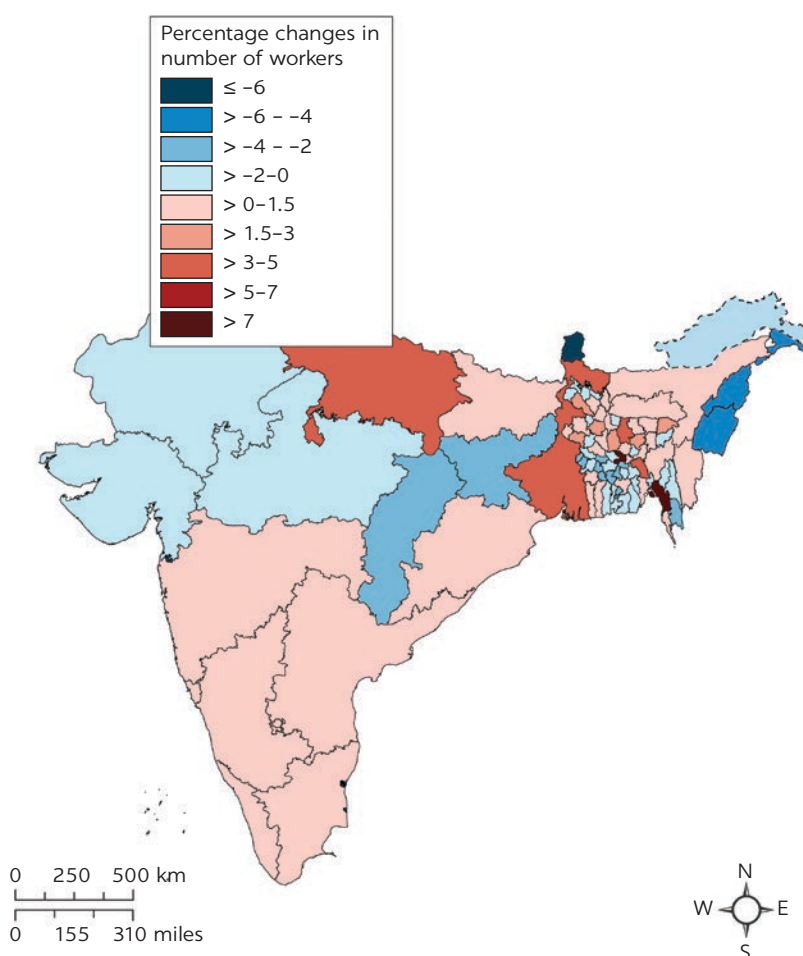 Percentage changes in
number of workers
≤ –6
> –6 – –4
> –4 – –2
> –2–0
> 0–1.5
> 1.5–3
> 3–5
> 5–7
> 7
0 250 500 km
0 155 310 miles
N
W E
S